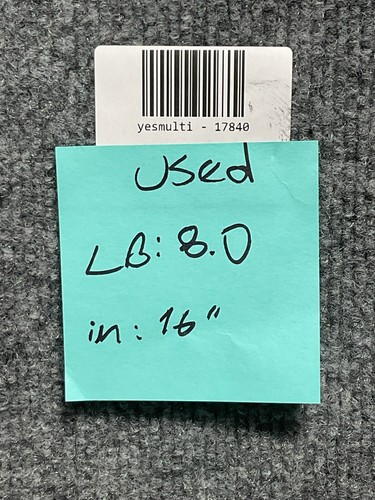 yesmulti - 17840
Used
LB: 8.0
in: 16"